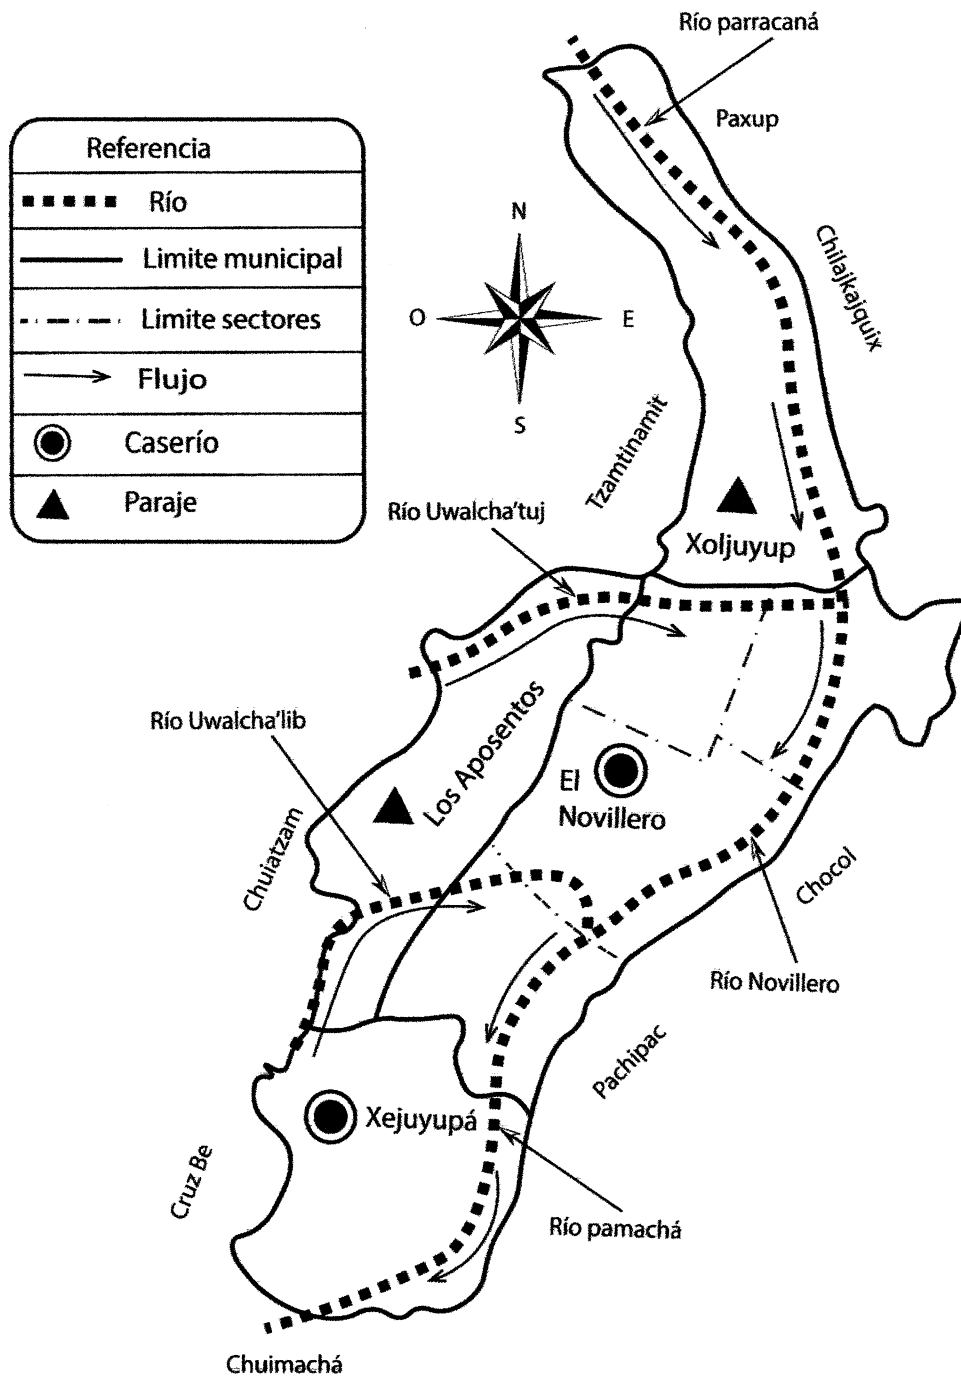 Río parracaná
Paxup
Chilajkajquix
Referencia
Río
Limite municipal
Limite sectores
Flujo
Caserío
Paraje
N
O
E
S
Tzamtinamit
Río Uwalcha'tuj
Xoljuyup
Río Uwalcha'lib
Los Aposentos
El
Novillero
Chuiatzam
Chocol
Río Novillero
Pachipac
Xejuyupá
Cruz Be
Río pamachá
Chuimachá